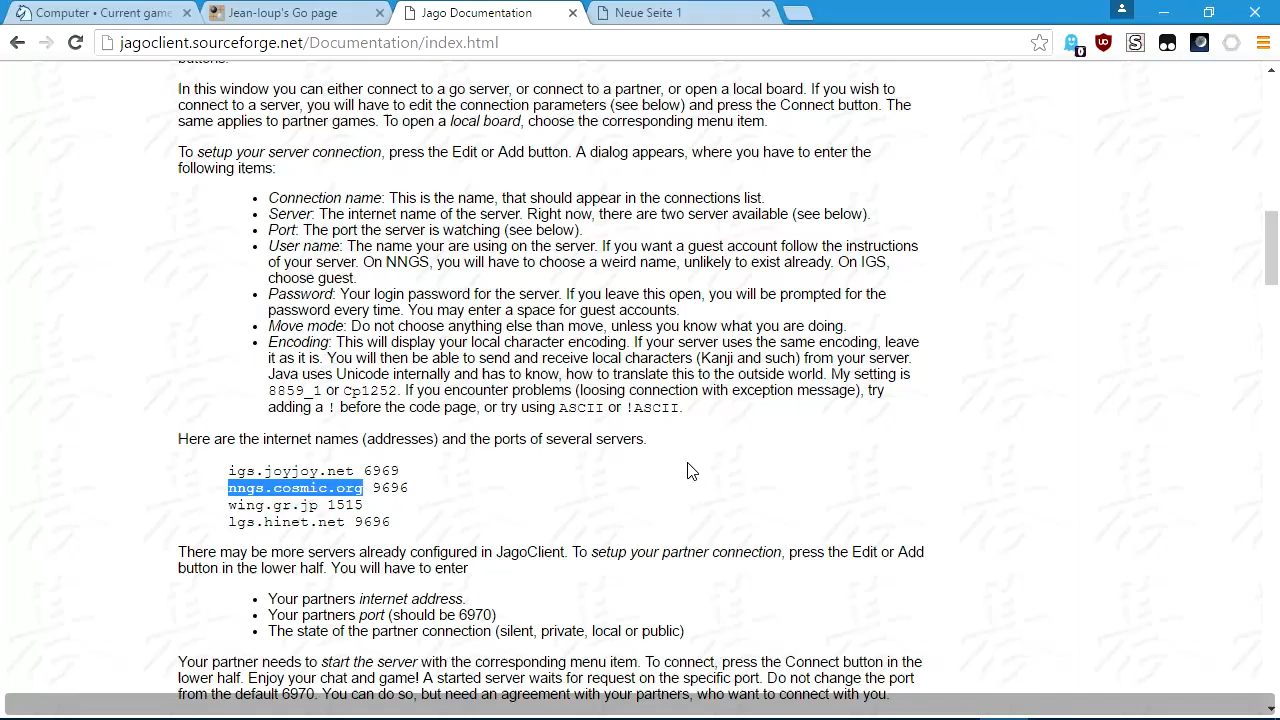 Computer • Current game
Jean-loup's Go page
Jago Documentation
Neue Seite 1
jagoclient.sourceforge.net/Documentation/index.html
buttons.
In this window you can either connect to a go server, or connect to a partner, or open a local board. If you wish to
connect to a server, you will have to edit the connection parameters (see below) and press the Connect button. The
same applies to partner games. To open a local board, choose the corresponding menu item.
To setup your server connection, press the Edit or Add button. A dialog appears, where you have to enter the
following items:
• Connection name: This is the name, that should appear in the connections list.
• Server: The internet name of the server. Right now, there are two server available (see below).
• Port: The port the server is watching (see below).
• User name: The name your are using on the server. If you want a guest account follow the instructions
of your server. On NNGS, you will have to choose a weird name, unlikely to exist already. On IGS,
choose guest.
• Password: Your login password for the server. If you leave this open, you will be prompted for the
password every time. You may enter a space for guest accounts.
• Move mode: Do not choose anything else than move, unless you know what you are doing.
• Encoding: This will display your local character encoding. If your server uses the same encoding, leave
it as it is. You will then be able to send and receive local characters (Kanji and such) from your server.
Java uses Unicode internally and has to know, how to translate this to the outside world. My setting is
8859_1 or Cp1252. If you encounter problems (loosing connection with exception message), try
adding a ! before the code page, or try using ASCII or !ASCII.
Here are the internet names (addresses) and the ports of several servers.
igs.joyjoy.net 6969
nngs.cosmic.org 9696
wing.gr.jp 1515
lgs.hinet.net 9696
There may be more servers already configured in JagoClient. To setup your partner connection, press the Edit or Add
button in the lower half. You will have to enter
• Your partners internet address.
• Your partners port (should be 6970)
• The state of the partner connection (silent, private, local or public)
Your partner needs to start the server with the corresponding menu item. To connect, press the Connect button in the
lower half. Enjoy your chat and game! A started server waits for request on the specific port. Do not change the port
from the default 6970. You can do so, but need an agreement with your partners, who want to connect with you.